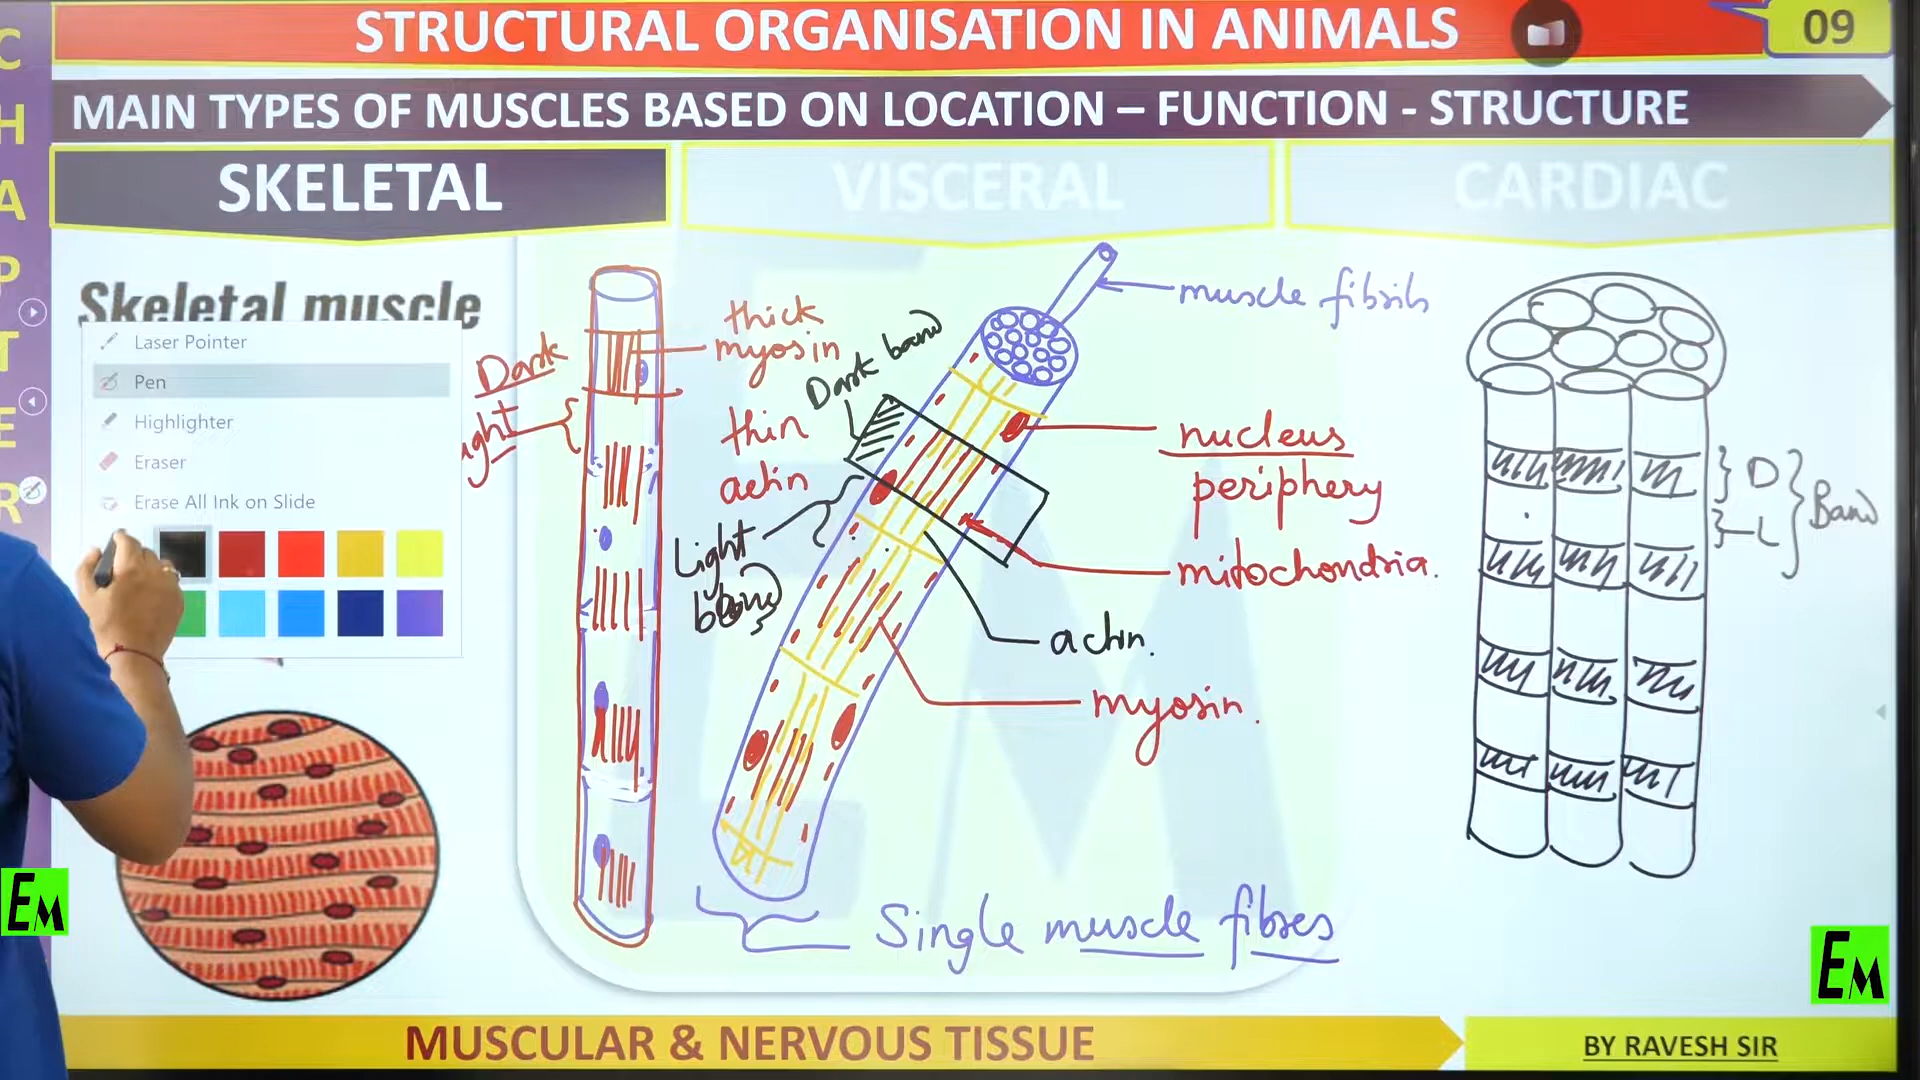 STRUCTURAL ORGANISATION IN ANIMALS
09
MAIN TYPES OF MUSCLES BASED ON LOCATION – FUNCTION - STRUCTURE
CHAPTER
SKELETAL
VISCERAL
CARDIAC
Skeletal muscle
Laser Pointer
Pen
Highlighter
Eraser
Erase All Ink on Slide
Dark
thick
myosin
thin
actin
Dark band
Light
muscle fibrils
nucleus
periphery
mitochondria.
actin.
myosin.
D
L
Band
Single muscle fibres
EM
EM
MUSCULAR & NERVOUS TISSUE
BY RAVESH SIR